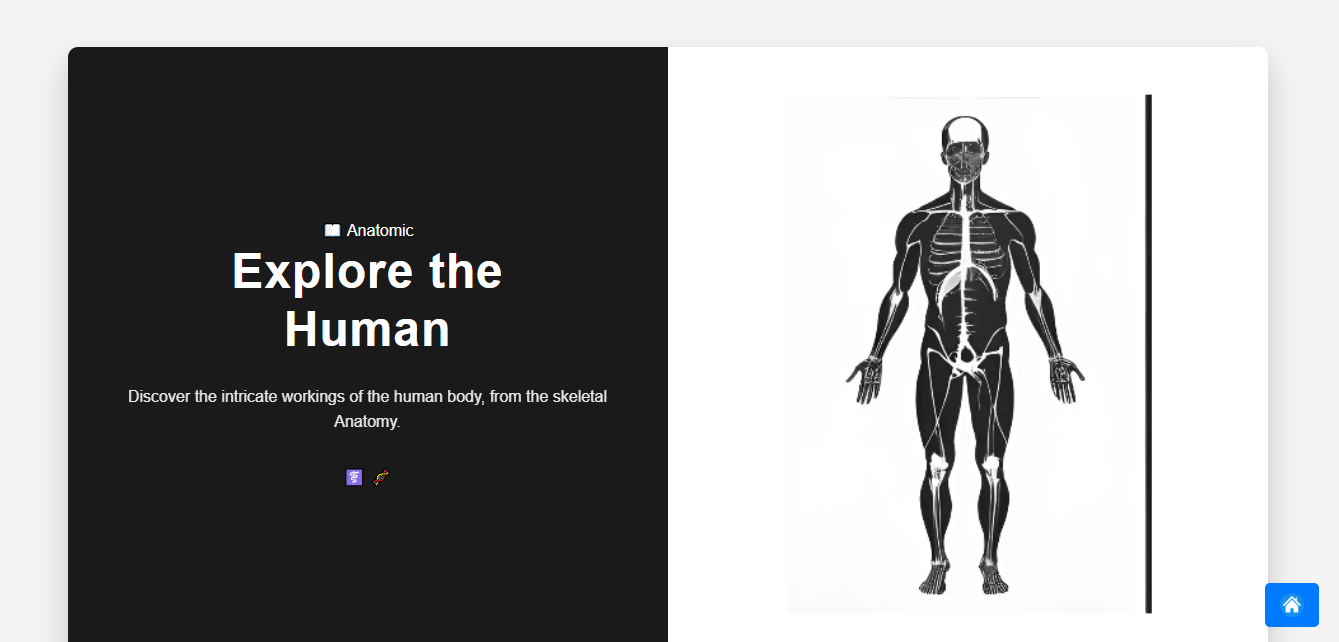 📖 Anatomic
Explore the
Human
Discover the intricate workings of the human body, from the skeletal
Anatomy.